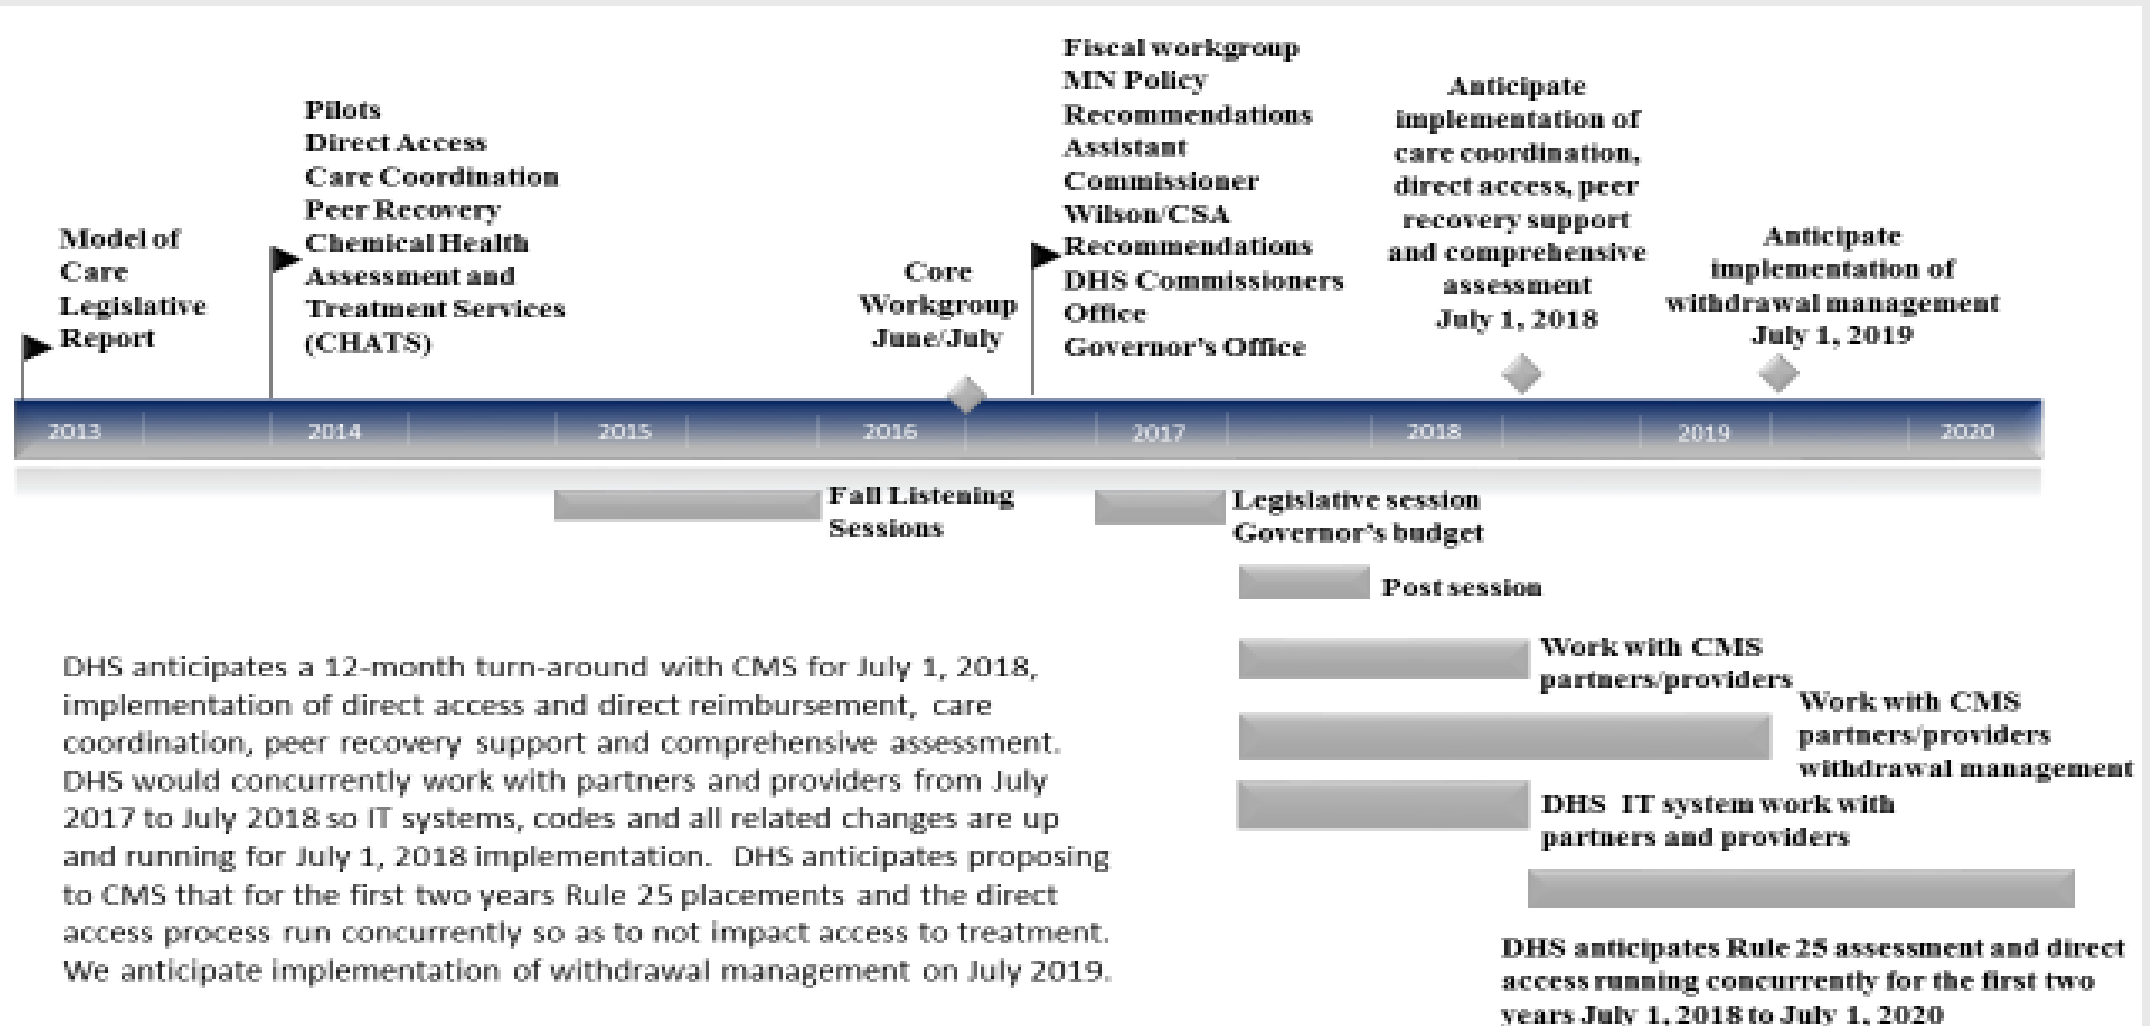 Model of
Care
Legislative
Report
Pilots
Direct Access
Care Coordination
Peer Recovery
Chemical Health
Assessment and
Treatment Services
(CHATS)
Core
Workgroup
June/July
Fiscal workgroup
MN Policy
Recommendations
Assistant
Commissioner
Wilson/CSA
Recommendations
DHS Commissioners
Office
Governor's Office
Anticipate
implementation of
care coordination,
direct access, peer
recovery support
and comprehensive
assessment
July 1, 2018
Anticipate
implementation of
withdrawal management
July 1, 2019
2013
2014
2015
2016
2017
2018
2019
2020
Fall Listening
Sessions
Legislative session
Governor's budget
Post session
Work with CMS
partners/providers
Work with CMS
partners/providers
withdrawal management
DHS IT system work with
partners and providers
DHS anticipates Rule 25 assessment and direct
access running concurrently for the first two
years July 1, 2018 to July 1, 2020
DHS anticipates a 12-month turn-around with CMS for July 1, 2018,
implementation of direct access and direct reimbursement, care
coordination, peer recovery support and comprehensive assessment.
DHS would concurrently work with partners and providers from July
2017 to July 2018 so IT systems, codes and all related changes are up
and running for July 1, 2018 implementation. DHS anticipates proposing
to CMS that for the first two years Rule 25 placements and the direct
access process run concurrently so as to not impact access to treatment.
We anticipate implementation of withdrawal management on July 2019.